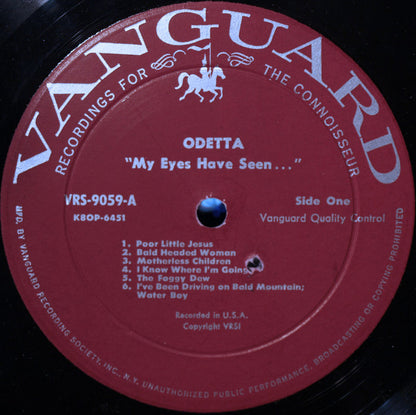 VANGUARD
RECORDINGS FOR THE CONNOISSEUR
ODETTA
"My Eyes Have Seen..."
VRS-9059-A
Side One
K8OP-6451
Vanguard Quality Control
1. Poor Little Jesus
2. Bald Headed Woman
3. Motherless Children
4. I Know Where I'm Going
5. The Foggy Dew
6. I've Been Driving on Bald Mountain;
Water Boy
Recorded in U.S.A.
Copyright VRSI
MFD. BY VANGUARD RECORDING SOCIETY, INC., N.Y. UNAUTHORIZED PUBLIC PERFORMANCE, BROADCASTING OR COPYING PROHIBITED